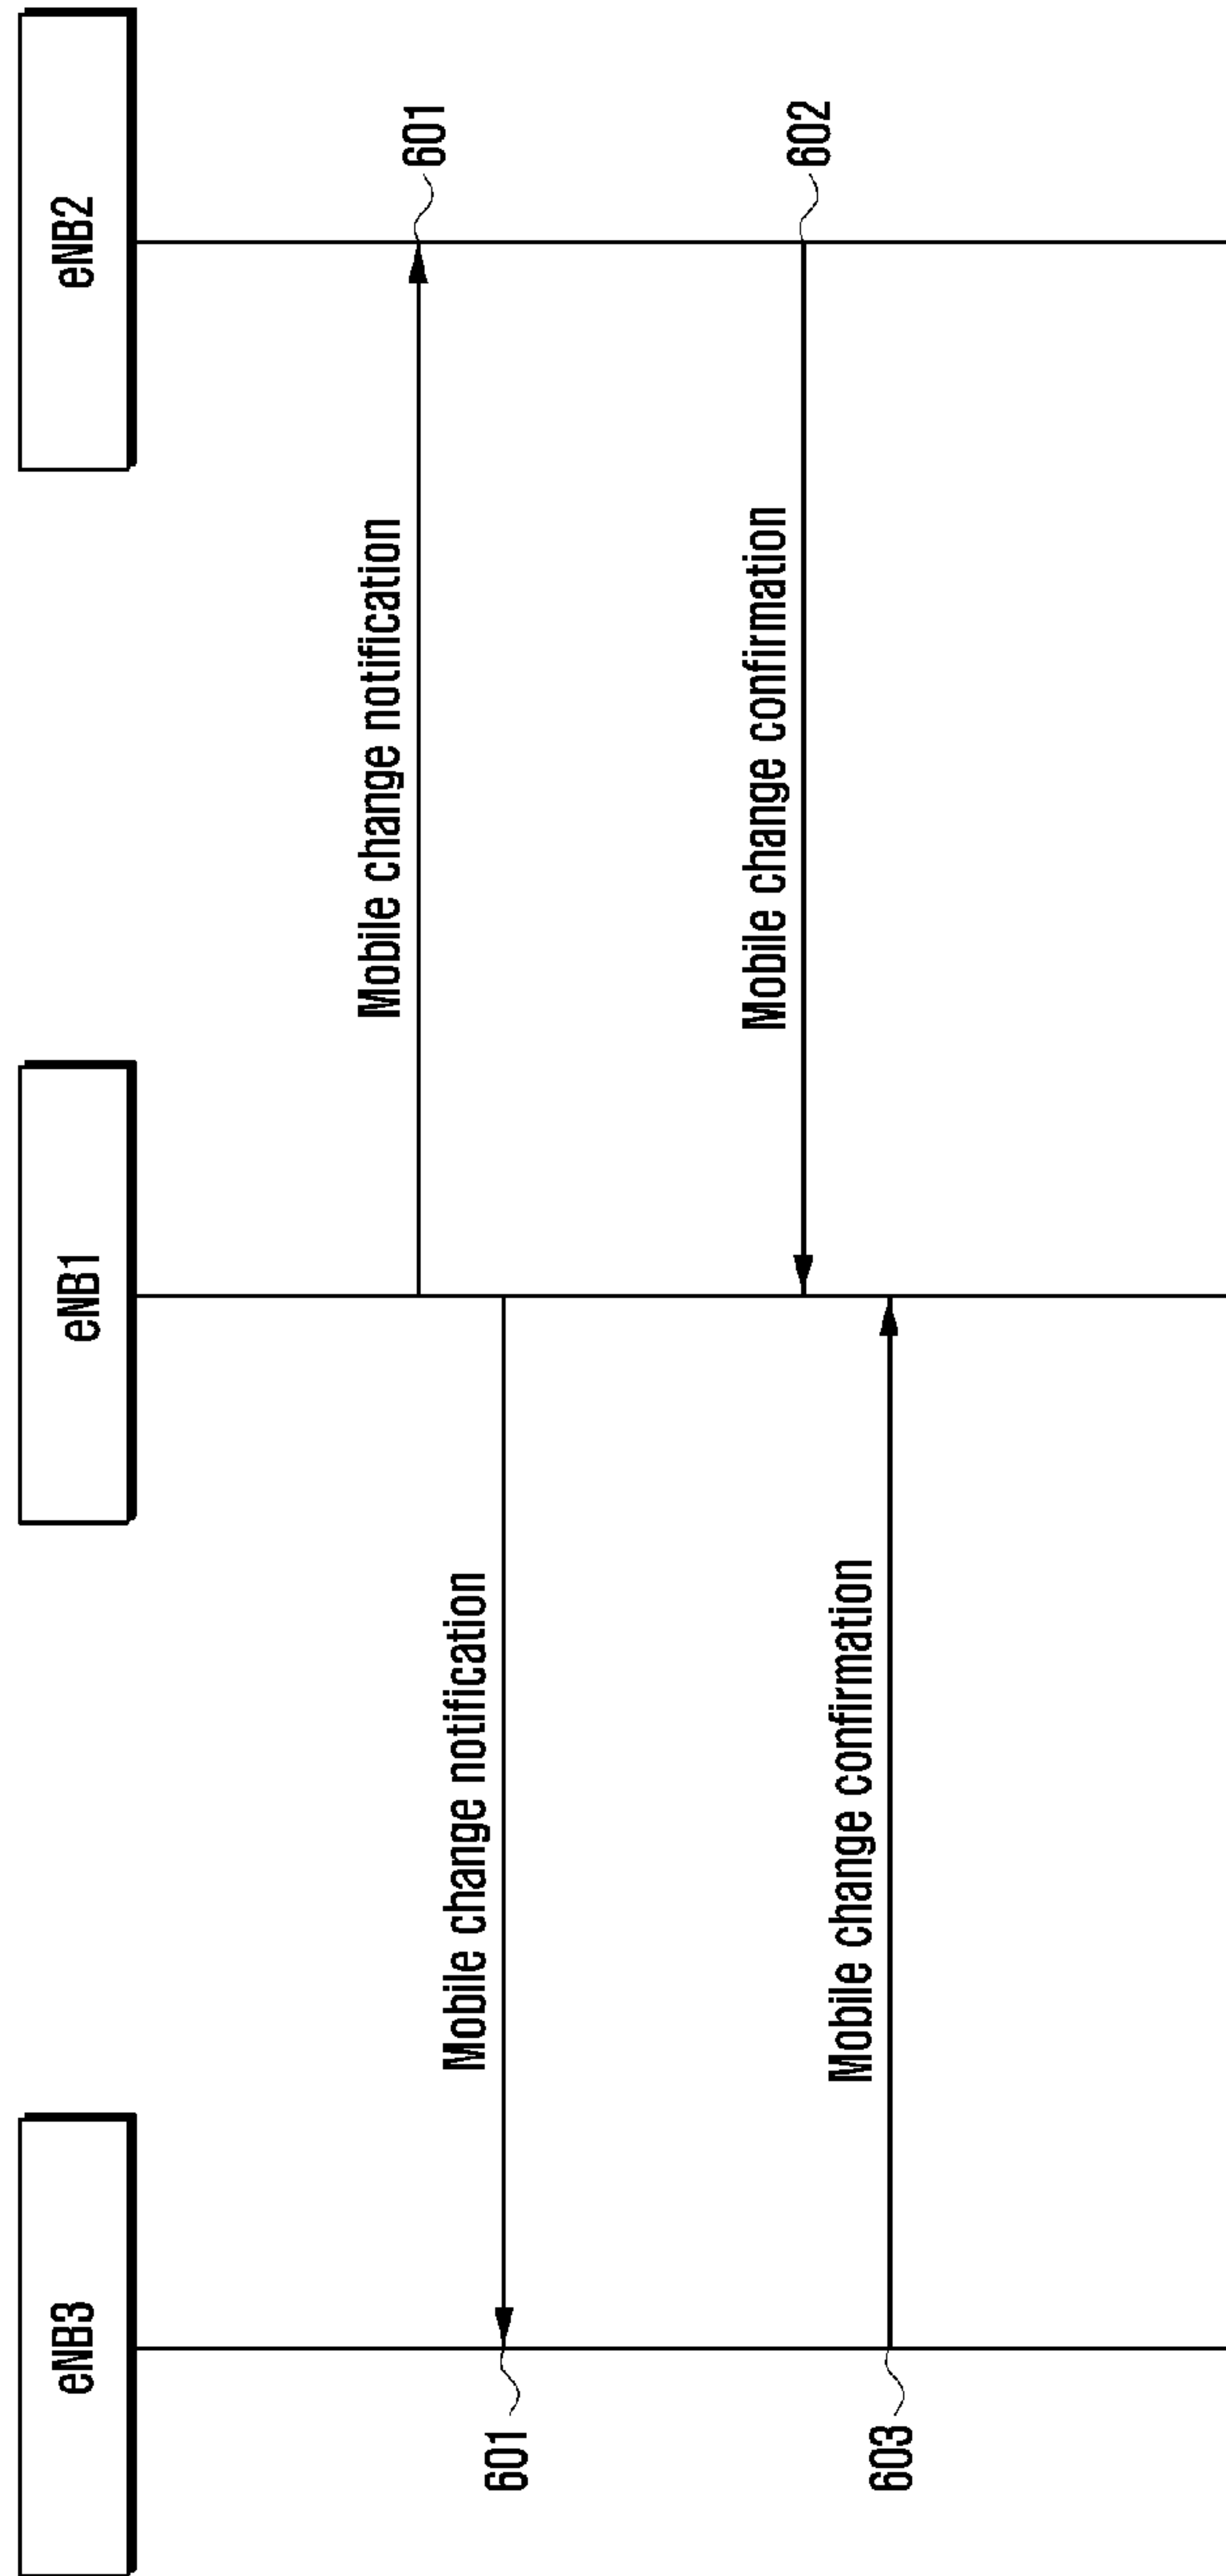 eNB3
eNB1
eNB2
Mobile change notification
601
Mobile change notification
601
Mobile change confirmation
602
Mobile change confirmation
603